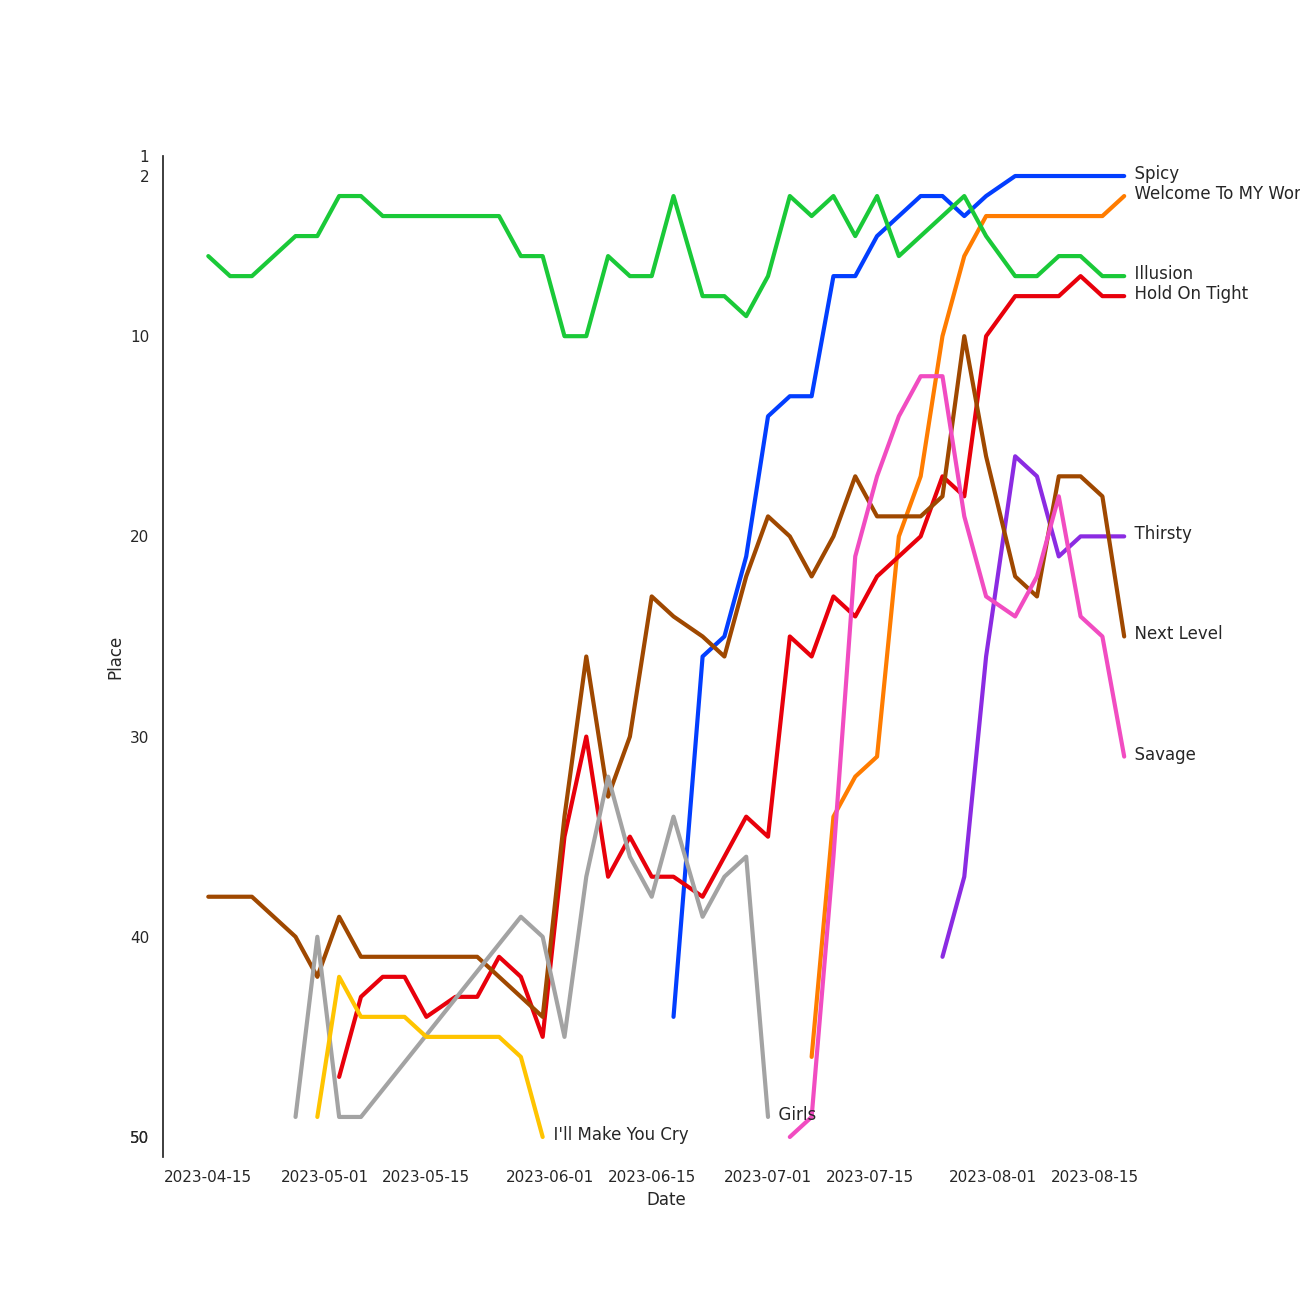 1
2
10
20
30
40
50
Place
Spicy
Welcome To MY Wor
Illusion
Hold On Tight
Thirsty
Next Level
Savage
Girls
I'll Make You Cry
2023-04-15 2023-05-01 2023-05-15 2023-06-01 2023-06-15 2023-07-01 2023-07-15 2023-08-01 2023-08-15
Date